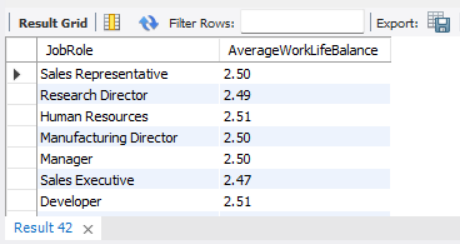 Result Grid Filter Rows: Export:
JobRole AverageWorkLifeBalance
Sales Representative 2.50
Research Director 2.49
Human Resources 2.51
Manufacturing Director 2.50
Manager 2.50
Sales Executive 2.47
Developer 2.51
Result 42 ×